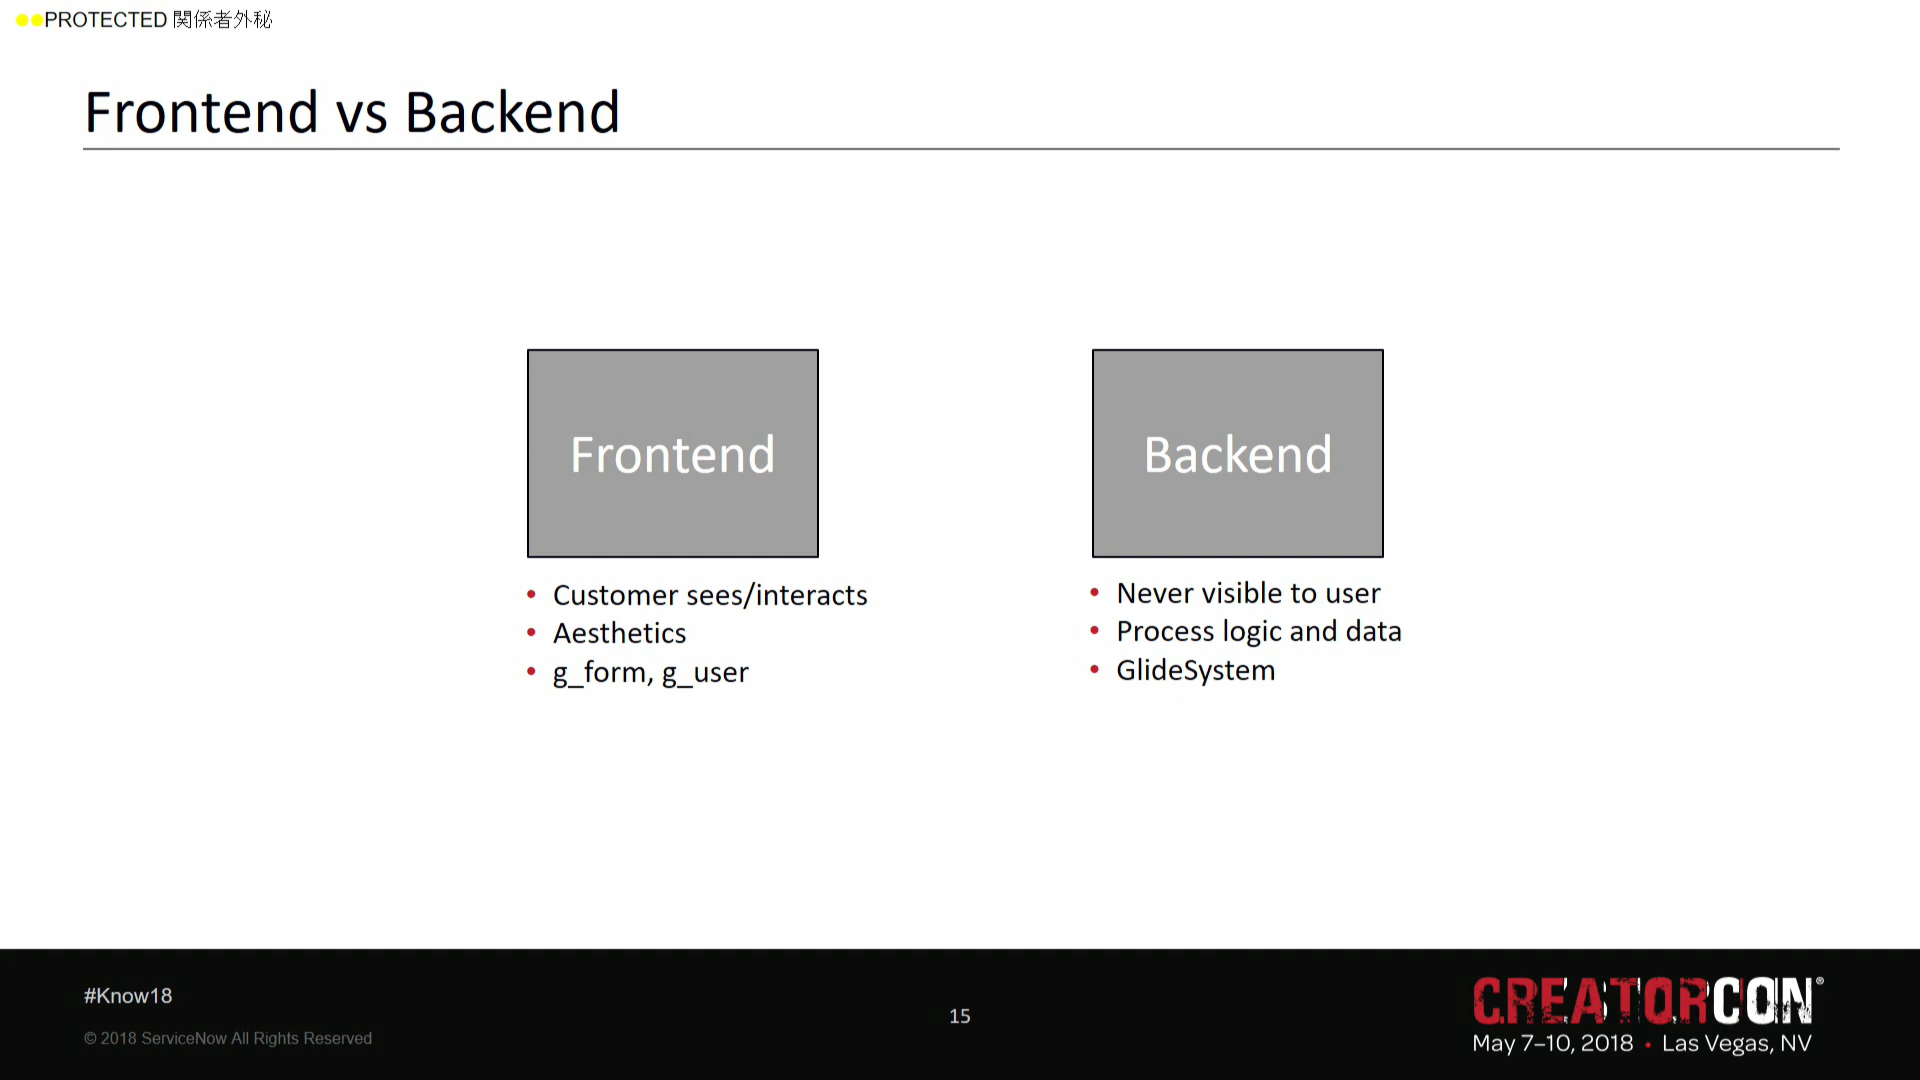 PROTECTED 関係者外秘
Frontend vs Backend
Frontend
• Customer sees/interacts
• Aesthetics
• g_form, g_user
Backend
• Never visible to user
• Process logic and data
• GlideSystem
#Know18
© 2018 ServiceNow All Rights Reserved
15
CREATORCON®
May 7–10, 2018 • Las Vegas, NV